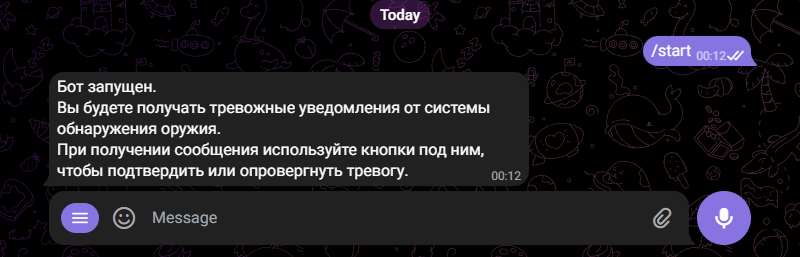 Today
/start 00:12
Бот запущен.
Вы будете получать тревожные уведомления от системы
обнаружения оружия.
При получении сообщения используйте кнопки под ним,
чтобы подтвердить или опровергнуть тревогу.
00:12
Message